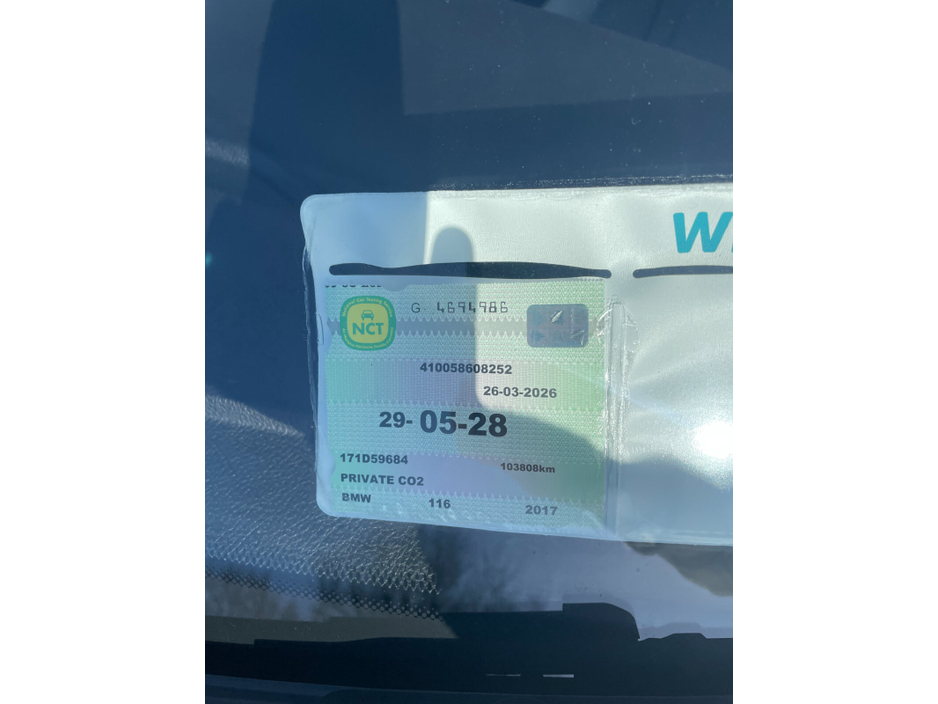 W
G 4694986
NCT
410058608252
26-03-2026
29- 05-28
171D59684
103808km
PRIVATE CO2
BMW 116 2017